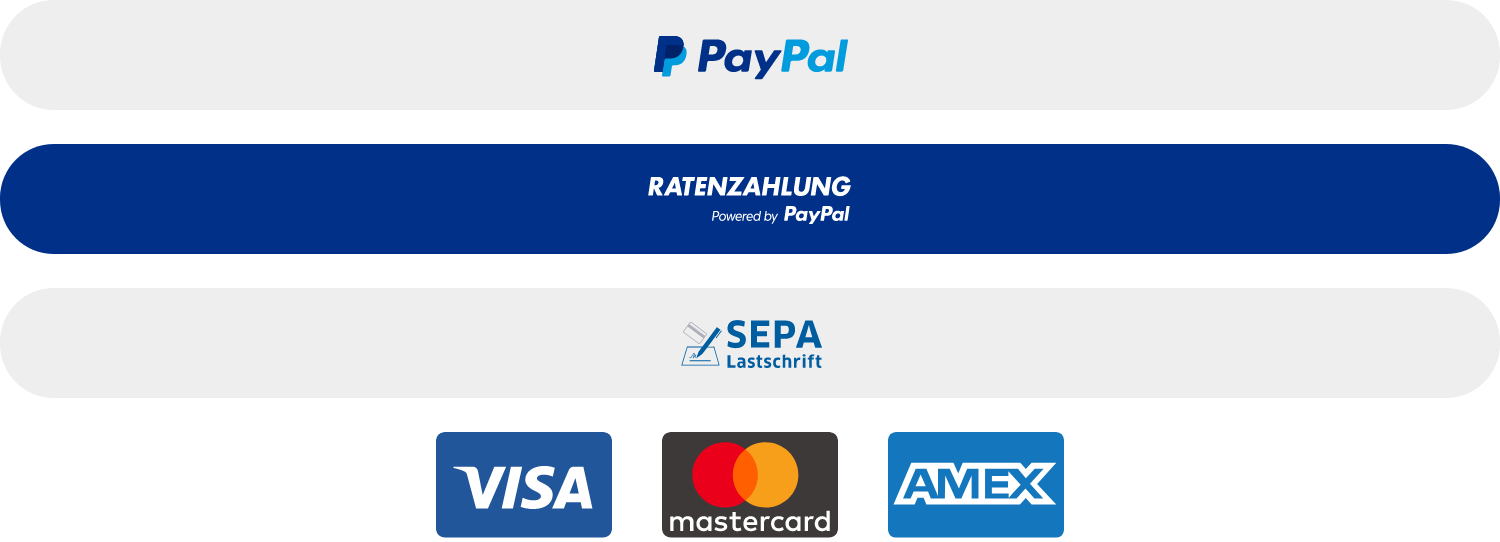 PayPal
RATENZAHLUNG
Powered by PayPal
SEPA
Lastschrift
VISA
mastercard
AMEX